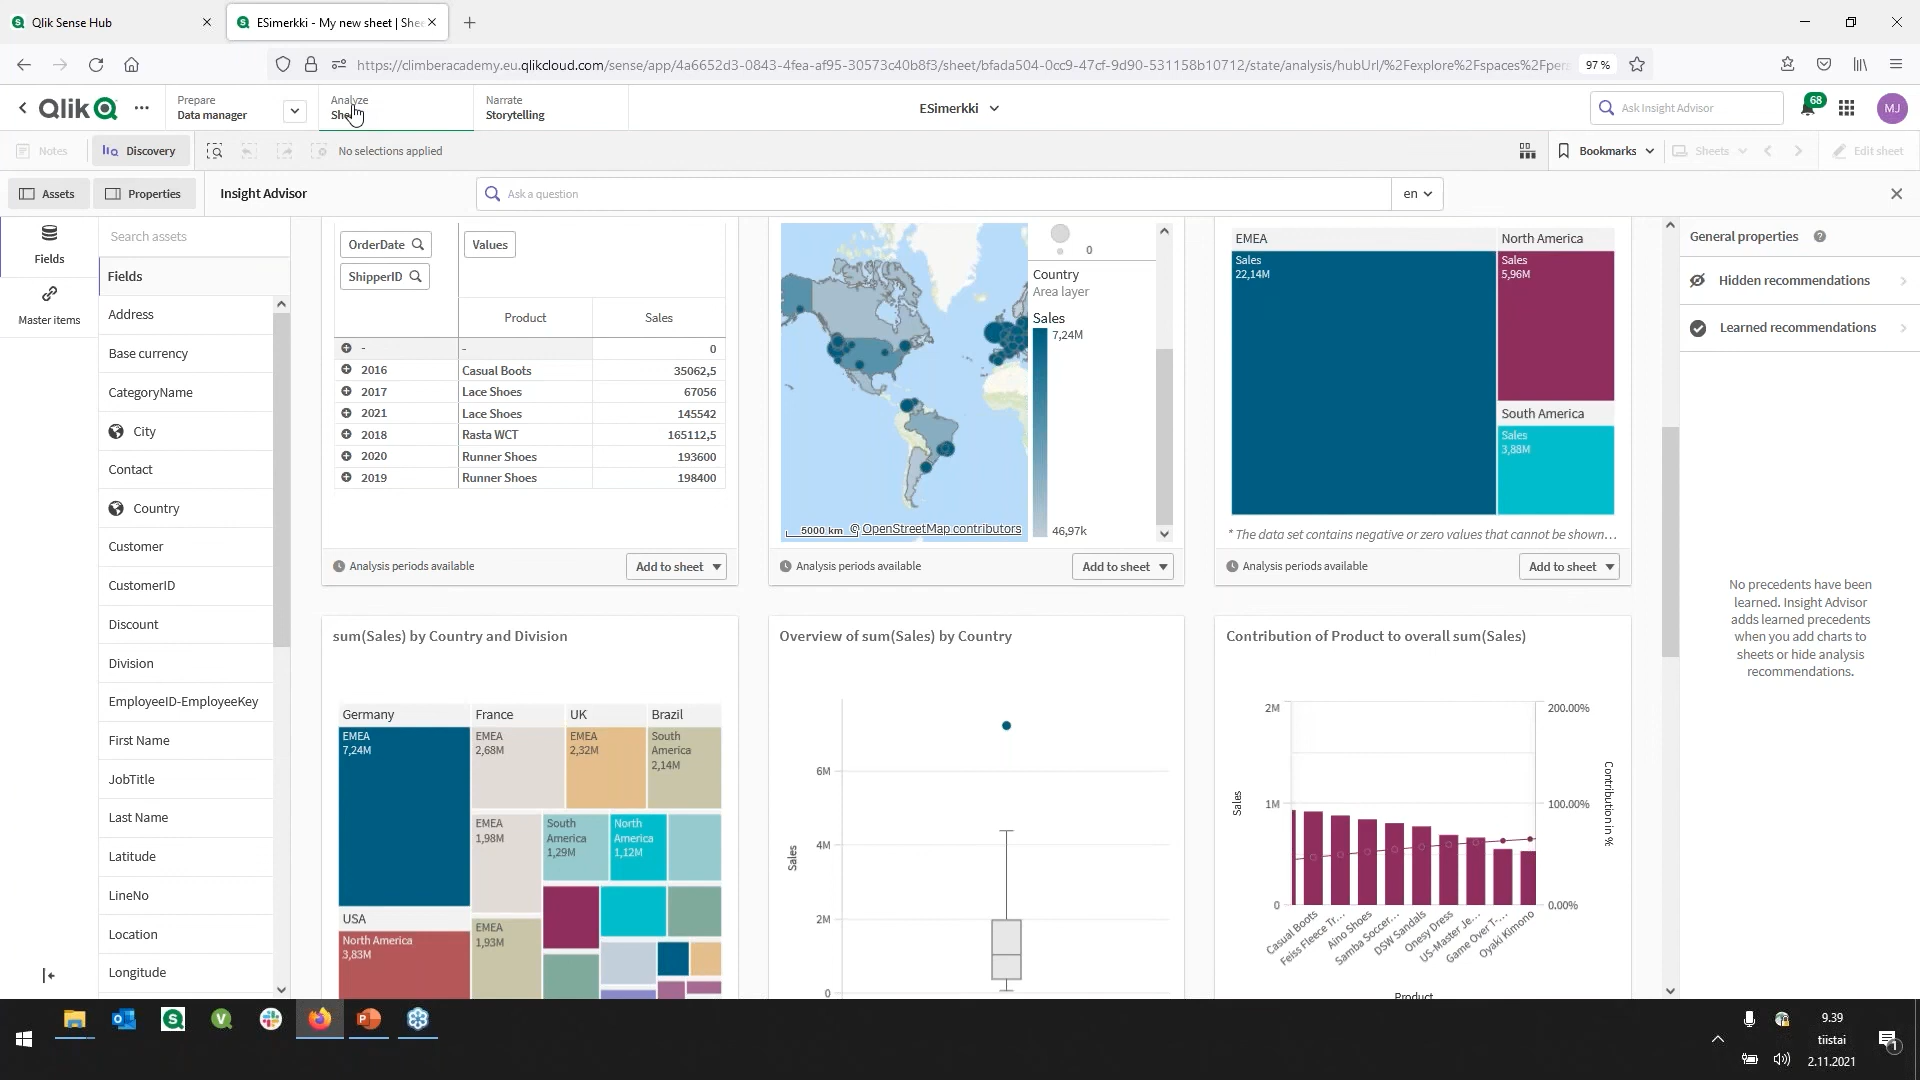 Qlik Sense Hub
ESimerkki - My new sheet | Shee
https://climberacademy.eu.qlikcloud.com/sense/app/4a6652d3-0843-4fea-af95-30573c40b8f3/sheet/bfada504-0cc9-47cf-9d90-531158b10712/state/analysis/hubUrl/%2Fexplore%2Fspaces%2Fpers
97 %
Qlik
Prepare
Data manager
Analyze
She
Narrate
Storytelling
ESimerkki
Ask Insight Advisor
68
MJ
Notes
Discovery
No selections applied
Bookmarks
Sheets
Edit sheet
Assets
Properties
Insight Advisor
Ask a question
en
Fields
Master items
Search assets
Fields
Address
Base currency
CategoryName
City
Contact
Country
Customer
CustomerID
Discount
Division
EmployeeID-EmployeeKey
First Name
JobTitle
Last Name
Latitude
LineNo
Location
Longitude
OrderDate
Values
ShipperID
Product Sales
- - 0
2016 Casual Boots 35062,5
2017 Lace Shoes 67056
2021 Lace Shoes 145542
2018 Rasta WCT 165112,5
2020 Runner Shoes 193600
2019 Runner Shoes 198400
Analysis periods available
Add to sheet
0
Country
Area layer
Sales
7,24M
46,97k
5000 km
© OpenStreetMap contributors
Analysis periods available
Add to sheet
EMEA
Sales
22,14M
North America
Sales
5,96M
South America
Sales
3,88M
* The data set contains negative or zero values that cannot be shown…
Analysis periods available
Add to sheet
sum(Sales) by Country and Division
Germany
EMEA
7,24M
France
EMEA
2,68M
UK
EMEA
2,32M
Brazil
South
America
2,14M
EMEA
1,98M
South
America
1,29M
North
America
1,12M
USA
North America
3,83M
EMEA
1,93M
Overview of sum(Sales) by Country
Sales
6M
4M
2M
0
Contribution of Product to overall sum(Sales)
Sales
2M
1M
0
200.00%
100.00%
0.00%
Contribution in %
Casual Boots
Feiss Fleece Tr…
Aino Shoes
Samba Soccer…
DSW Sandals
Onesy Dress
US-Master Je…
Game Over T-…
Oyaki Kimono
Product
General properties
Hidden recommendations
Learned recommendations
No precedents have been
learned. Insight Advisor
adds learned precedents
when you add charts to
sheets or hide analysis
recommendations.
9.39
tiistai
2.11.2021
1